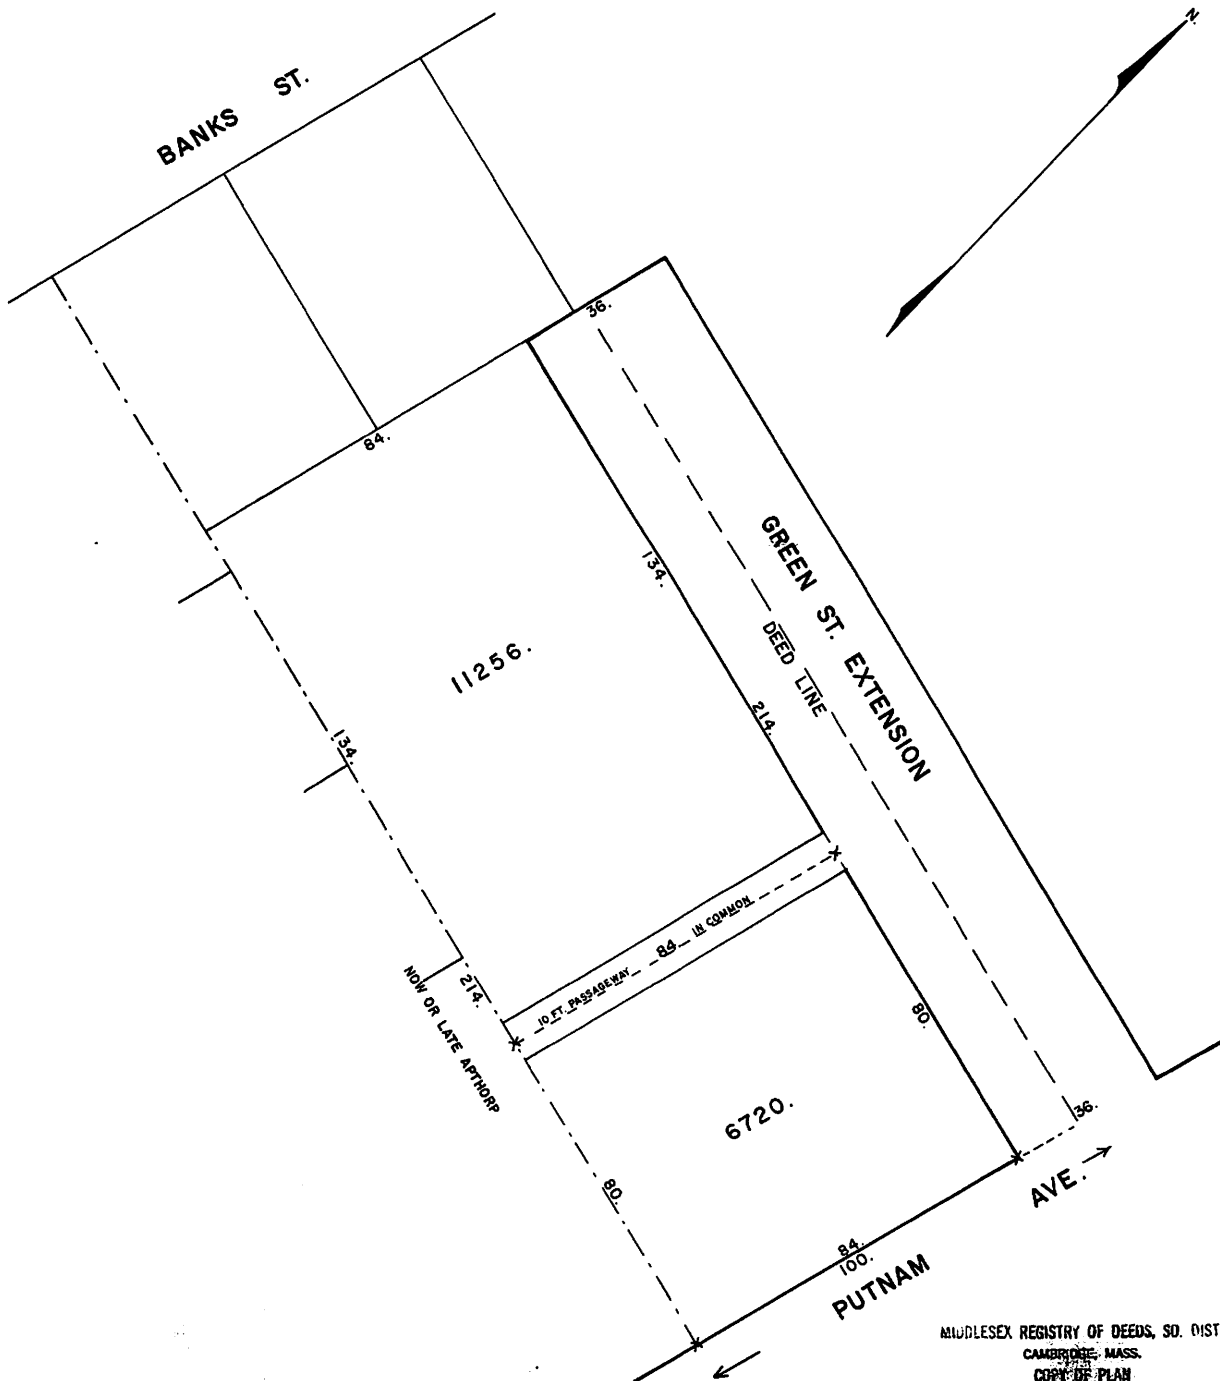 N.
BANKS ST.
36.
84.
134.
GREEN ST. EXTENSION
DEED LINE
11256.
214.
134.
10 FT. PASSAGEWAY 84 IN COMMON
214.
NOW OR LATE APTHORP
80.
6720.
36.
80.
84.
100.
PUTNAM AVE.
MIDDLESEX REGISTRY OF DEEDS, SO. DIST
CAMBRIDGE, MASS.
COPY OF PLAN